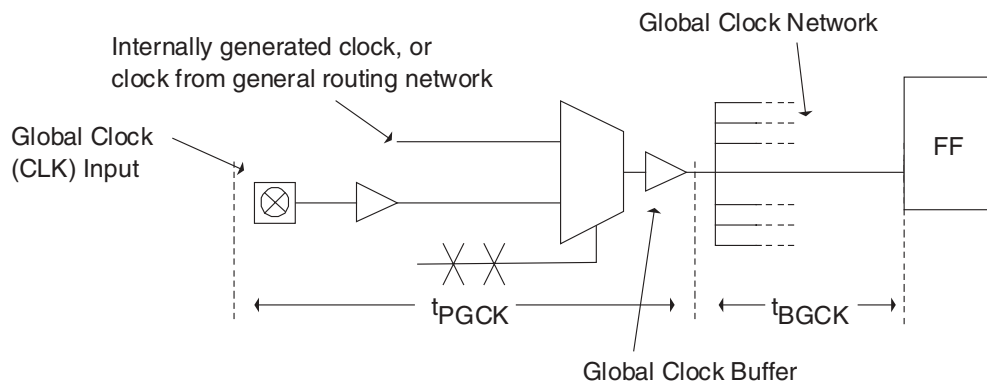 Global Clock Network
Internally generated clock, or
clock from general routing network
Global Clock
(CLK) Input
FF
tPGCK
tBGCK
Global Clock Buffer